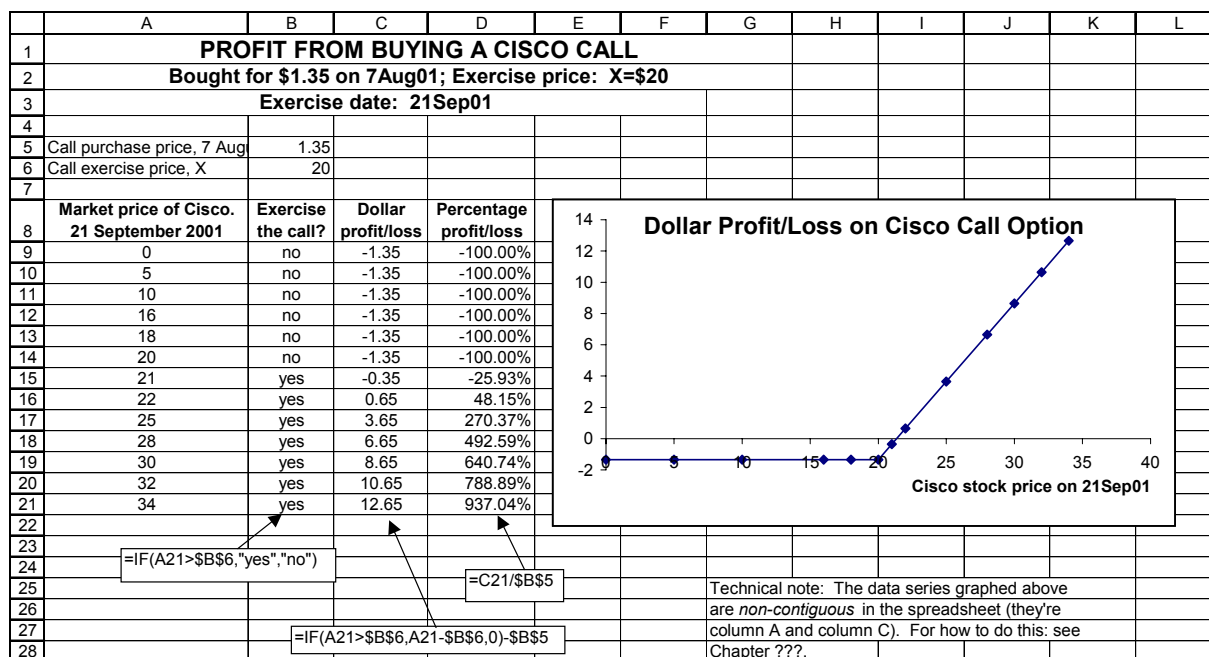 A B C D E F G H I J K L
1 PROFIT FROM BUYING A CISCO CALL
2 Bought for $1.35 on 7Aug01; Exercise price: X=$20
3 Exercise date: 21Sep01
4
5 Call purchase price, 7 Aug 1.35
6 Call exercise price, X 20
7
Market price of Cisco. Exercise Dollar Percentage
8 21 September 2001 the call? profit/loss profit/loss
9 0 no -1.35 -100.00%
10 5 no -1.35 -100.00%
11 10 no -1.35 -100.00%
12 16 no -1.35 -100.00%
13 18 no -1.35 -100.00%
14 20 no -1.35 -100.00%
15 21 yes -0.35 -25.93%
16 22 yes 0.65 48.15%
17 25 yes 3.65 270.37%
18 28 yes 6.65 492.59%
19 30 yes 8.65 640.74%
20 32 yes 10.65 788.89%
21 34 yes 12.65 937.04%
22
23
24
25
26
27
28
Dollar Profit/Loss on Cisco Call Option
14
12
10
8
6
4
2
0
-2
0 5 10 15 20 25 30 35 40
Cisco stock price on 21Sep01
=IF(A21>$B$6,"yes","no")
=C21/$B$5
=IF(A21>$B$6,A21-$B$6,0)-$B$5
Technical note: The data series graphed above
are non-contiguous in the spreadsheet (they're
column A and column C). For how to do this: see
Chapter ???.